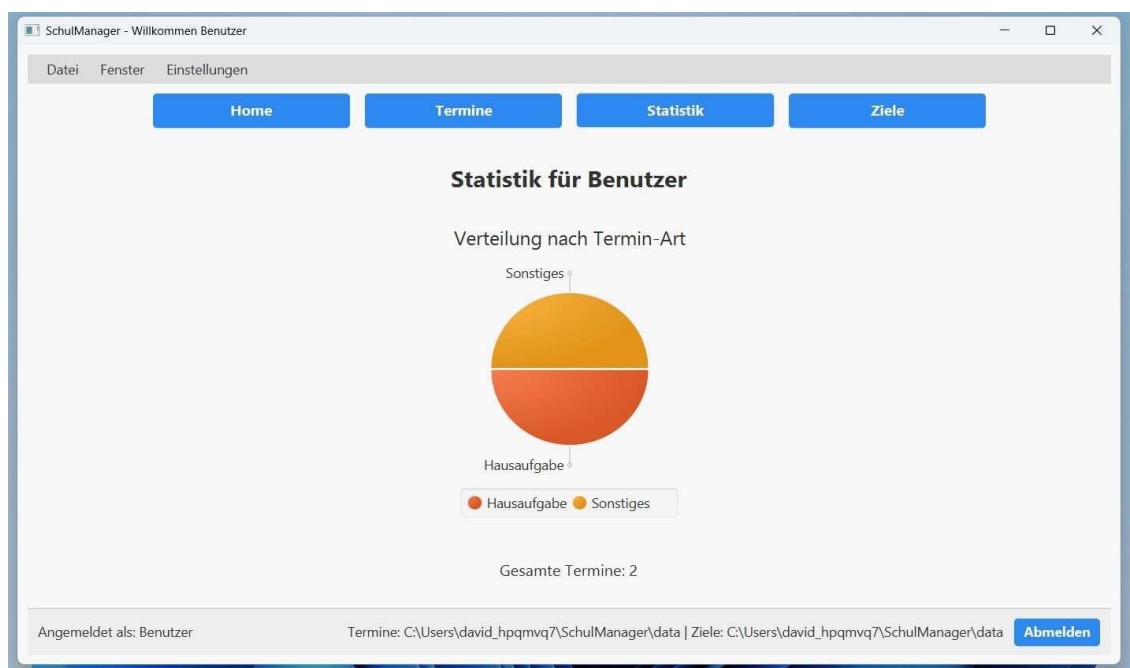 SchulManager - Willkommen Benutzer
Datei Fenster Einstellungen
Home Termine Statistik Ziele
Statistik für Benutzer
Verteilung nach Termin-Art
Sonstiges
Hausaufgabe
Hausaufgabe Sonstiges
Gesamte Termine: 2
Angemeldet als: Benutzer Termine: C:\Users\david_hpqmvq7\SchulManager\data | Ziele: C:\Users\david_hpqmvq7\SchulManager\data Abmelden